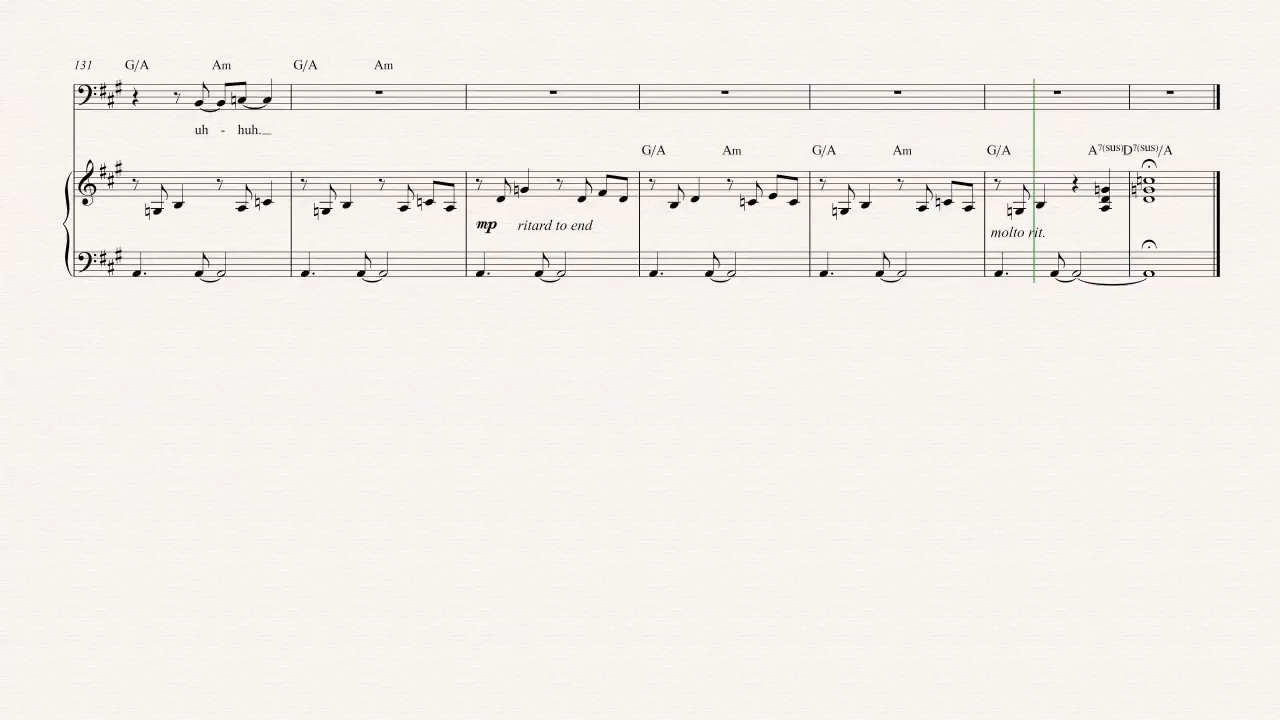 131 G/A Am G/A Am
uh - huh.
G/A Am G/A Am G/A A7(sus) D7(sus)/A
mp ritard to end
molto rit.